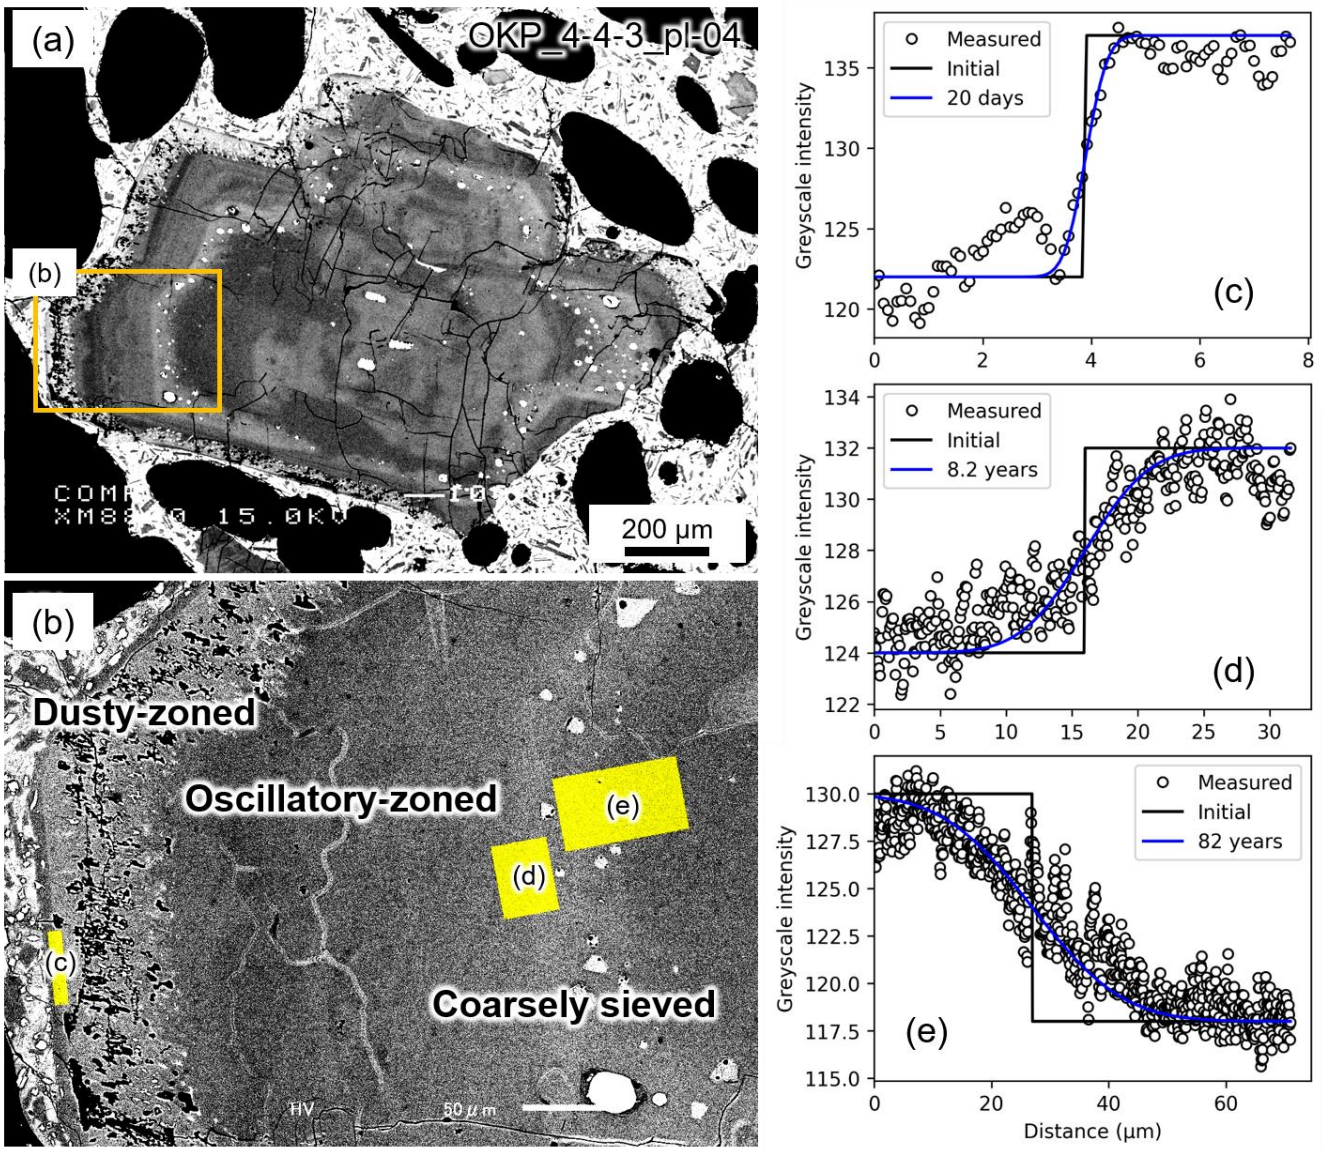 (a)
OKP_4-4-3_pl-04
(b)
COMP
15.0KV
200 µm
(b)
Dusty-zoned
Oscillatory-zoned
(e)
(d)
(c)
Coarsely sieved
HV
50µm
Measured
Initial
20 days
135
130
125
120
Greyscale intensity
(c)
0 2 4 6 8
Measured
Initial
8.2 years
134
132
130
128
126
124
122
Greyscale intensity
(d)
0 5 10 15 20 25 30
Measured
Initial
82 years
130.0
127.5
125.0
122.5
120.0
117.5
115.0
Greyscale intensity
(e)
0 20 40 60
Distance (µm)